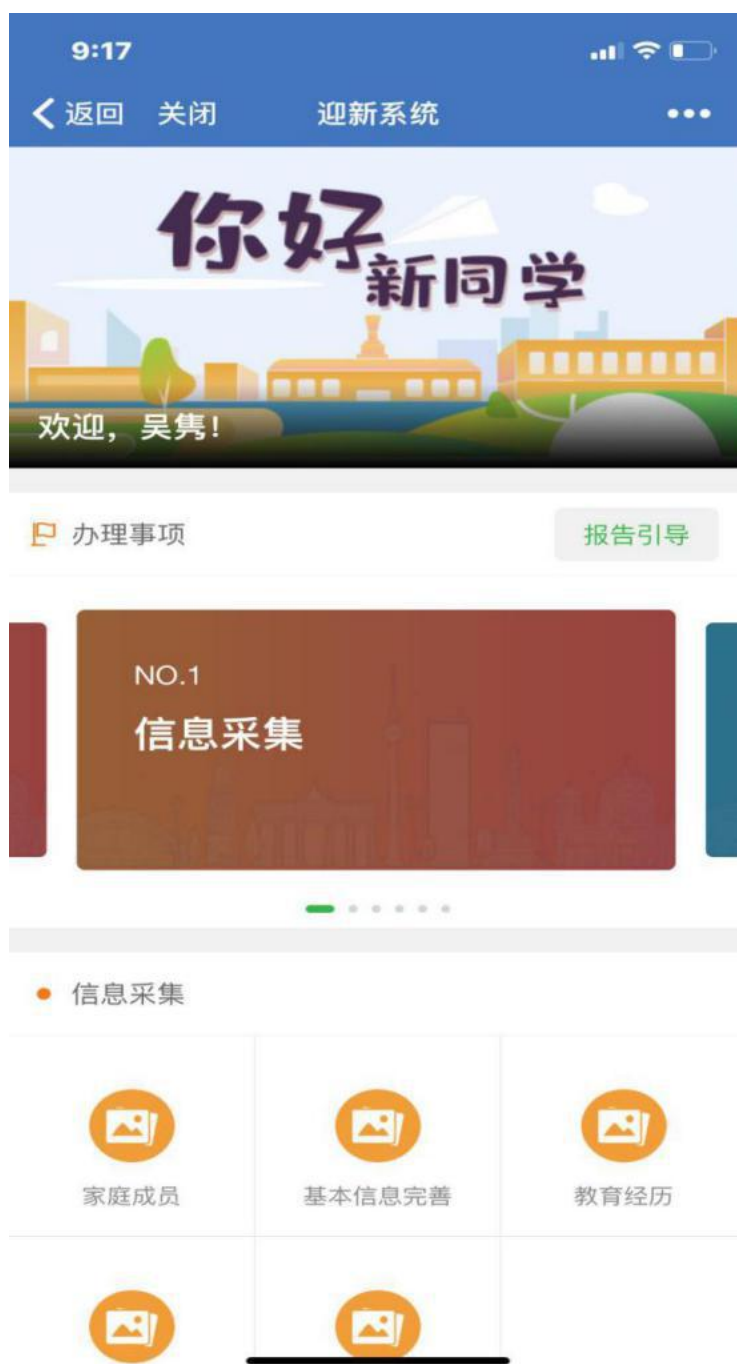 9:17
返回 关闭 迎新系统
你好
新同学
欢迎，吴隽！
办理事项 报告引导
NO.1
信息采集
信息采集
家庭成员 基本信息完善 教育经历